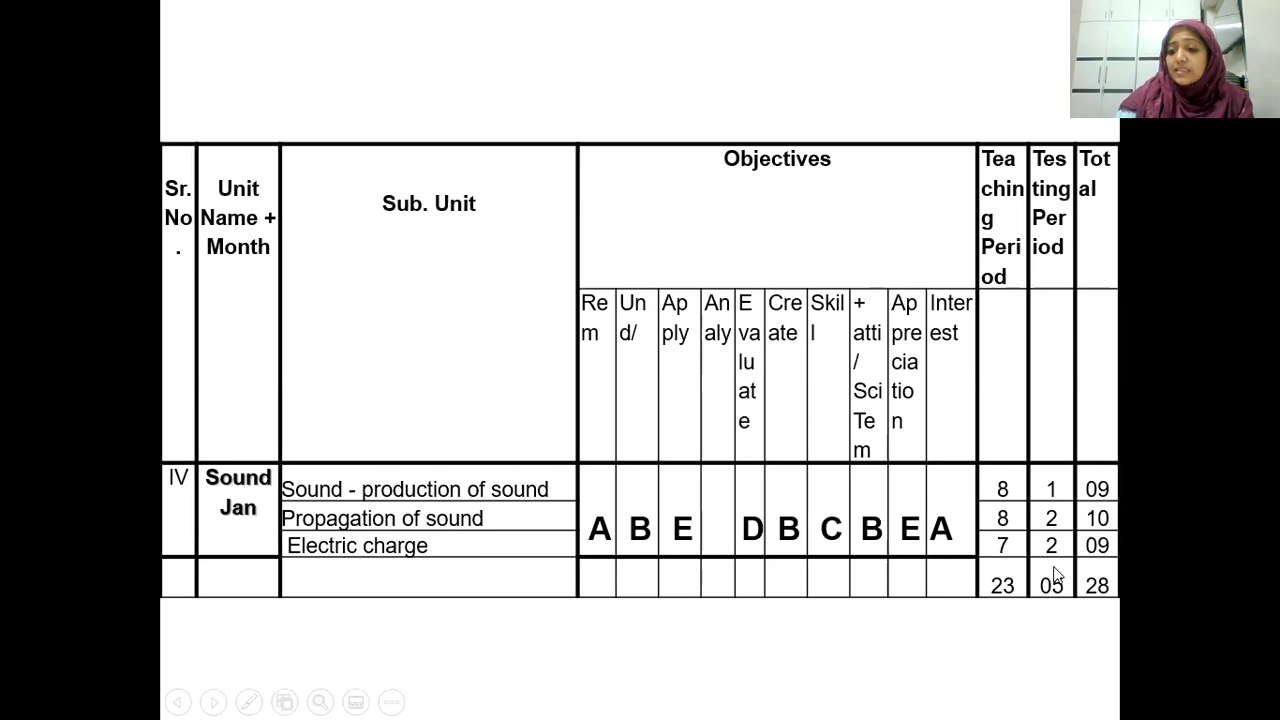 Sr. No .
Unit Name + Month
Sub. Unit
Objectives
Tea chin g Peri od
Tes ting Per iod
Tot al
Re m
Un d/
Ap ply
An aly
E va lu at e
Cre ate
Skil l
+ atti / Sci Te m
Ap pre cia tio n
Inter est
IV
Sound Jan
Sound - production of sound
8 1 09
Propagation of sound
A B E D B C B E A
8 2 10
Electric charge
7 2 09
23 05 28